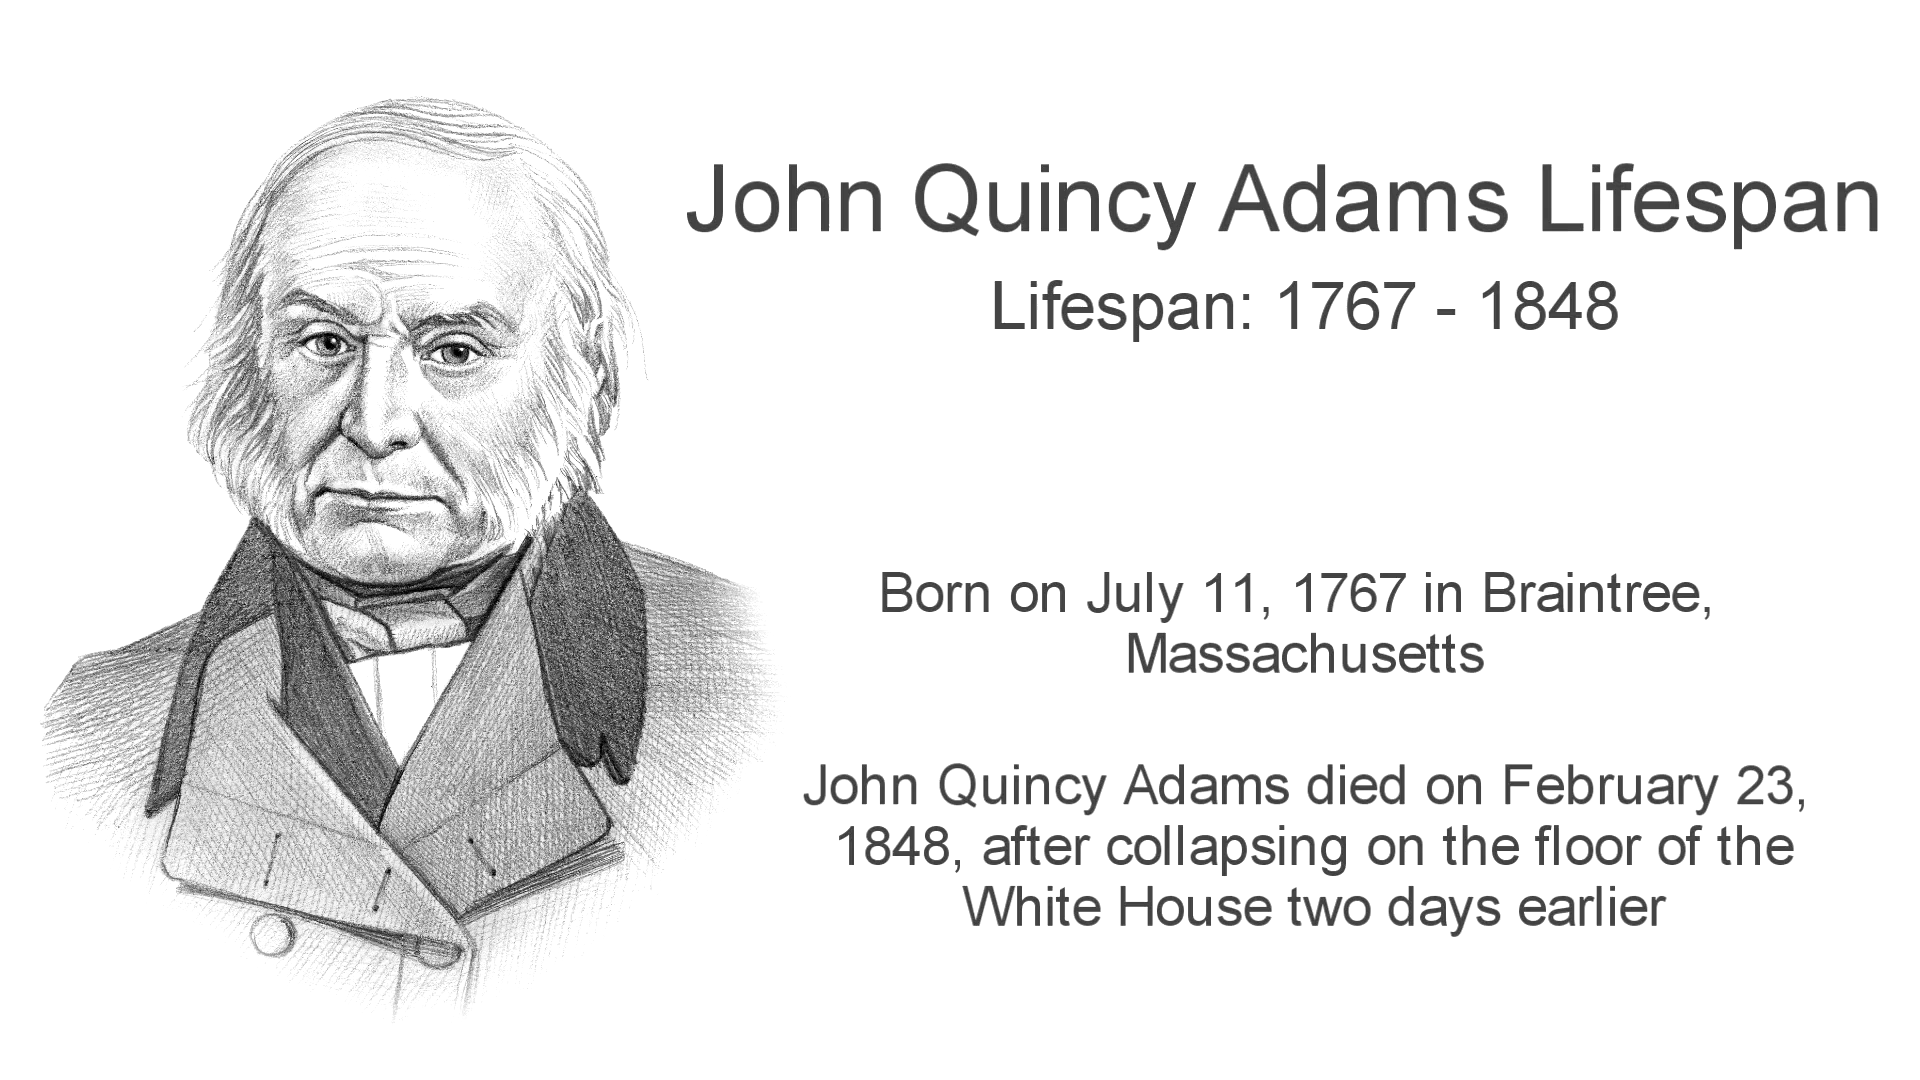 John Quincy Adams Lifespan
Lifespan: 1767 - 1848
Born on July 11, 1767 in Braintree,
Massachusetts
John Quincy Adams died on February 23,
1848, after collapsing on the floor of the
White House two days earlier